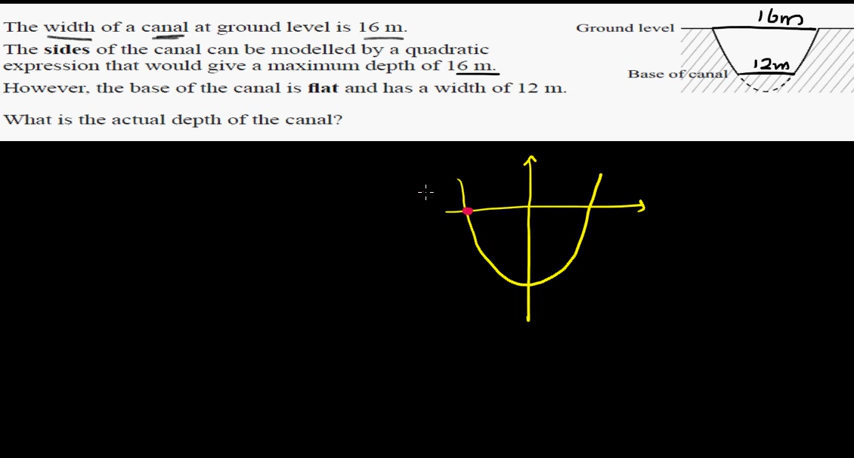 The width of a canal at ground level is 16 m.
The sides of the canal can be modelled by a quadratic
expression that would give a maximum depth of 16 m.
However, the base of the canal is flat and has a width of 12 m.
What is the actual depth of the canal?
16m
Ground level
12m
Base of canal